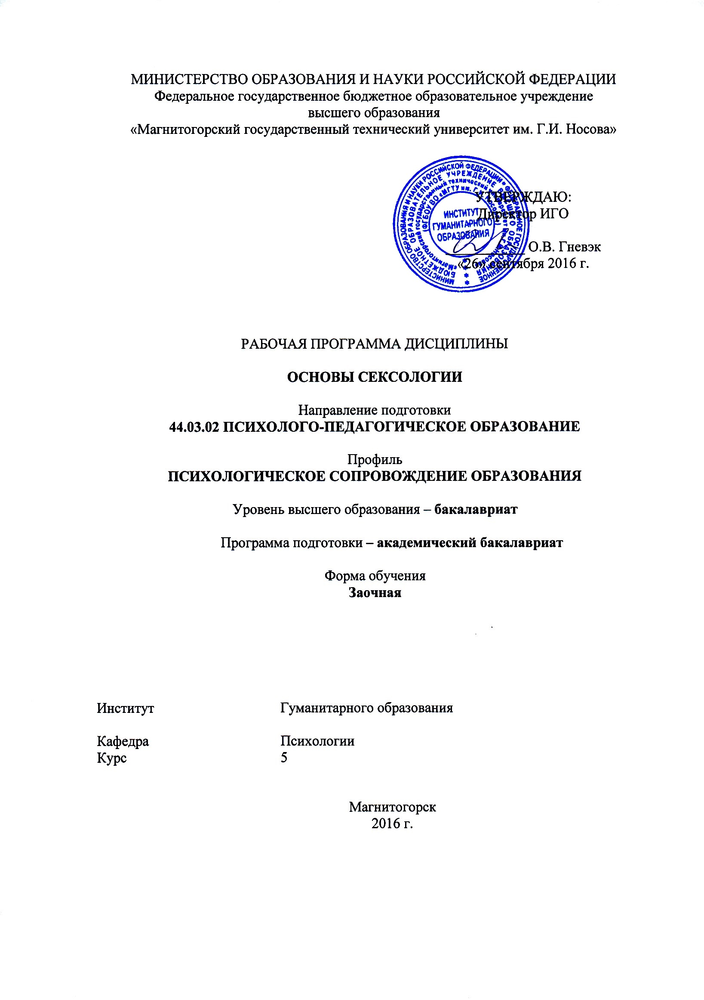 МИНИСТЕРСТВО ОБРАЗОВАНИЯ И НАУКИ РОССИЙСКОЙ ФЕДЕРАЦИИ
Федеральное государственное бюджетное образовательное учреждение
высшего образования
«Магнитогорский государственный технический университет им. Г.И. Носова»
МИНИСТЕРСТВО ОБРАЗОВАНИЯ И НАУКИ РОССИЙСКОЙ ФЕДЕРАЦИИ * ФЕДЕРАЛЬНОЕ ГОСУДАРСТВЕННОЕ
БЮДЖЕТНОЕ ОБРАЗОВАТЕЛЬНОЕ УЧРЕЖДЕНИЕ ВЫСШЕГО ОБРАЗОВАНИЯ
«Магнитогорский государственный технический университет им. Г.И. Носова»
(ФГБОУ ВО «МГТУ им. Г.И. Носова»)
ИНСТИТУТ
ГУМАНИТАРНОГО
ОБРАЗОВАНИЯ
УТВЕРЖДАЮ:
Директор ИГО
О.В. Гневэк
«26» сентября 2016 г.
РАБОЧАЯ ПРОГРАММА ДИСЦИПЛИНЫ
ОСНОВЫ СЕКСОЛОГИИ
Направление подготовки
44.03.02 ПСИХОЛОГО-ПЕДАГОГИЧЕСКОЕ ОБРАЗОВАНИЕ
Профиль
ПСИХОЛОГИЧЕСКОЕ СОПРОВОЖДЕНИЕ ОБРАЗОВАНИЯ
Уровень высшего образования – бакалавриат
Программа подготовки – академический бакалавриат
Форма обучения
Заочная
Институт Гуманитарного образования
Кафедра Психологии
Курс 5
Магнитогорск
2016 г.